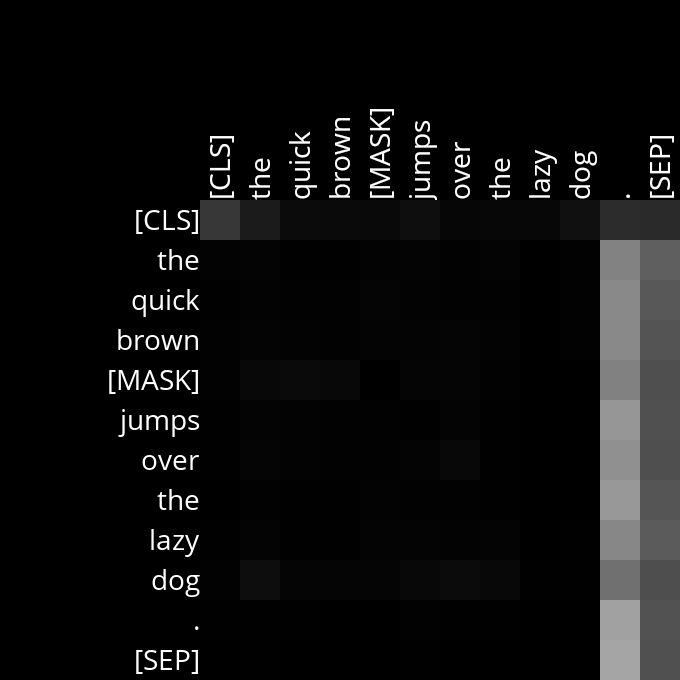 [CLS] the quick brown [MASK] jumps over the lazy dog . [SEP]
[CLS]
the
quick
brown
[MASK]
jumps
over
the
lazy
dog
.
[SEP]